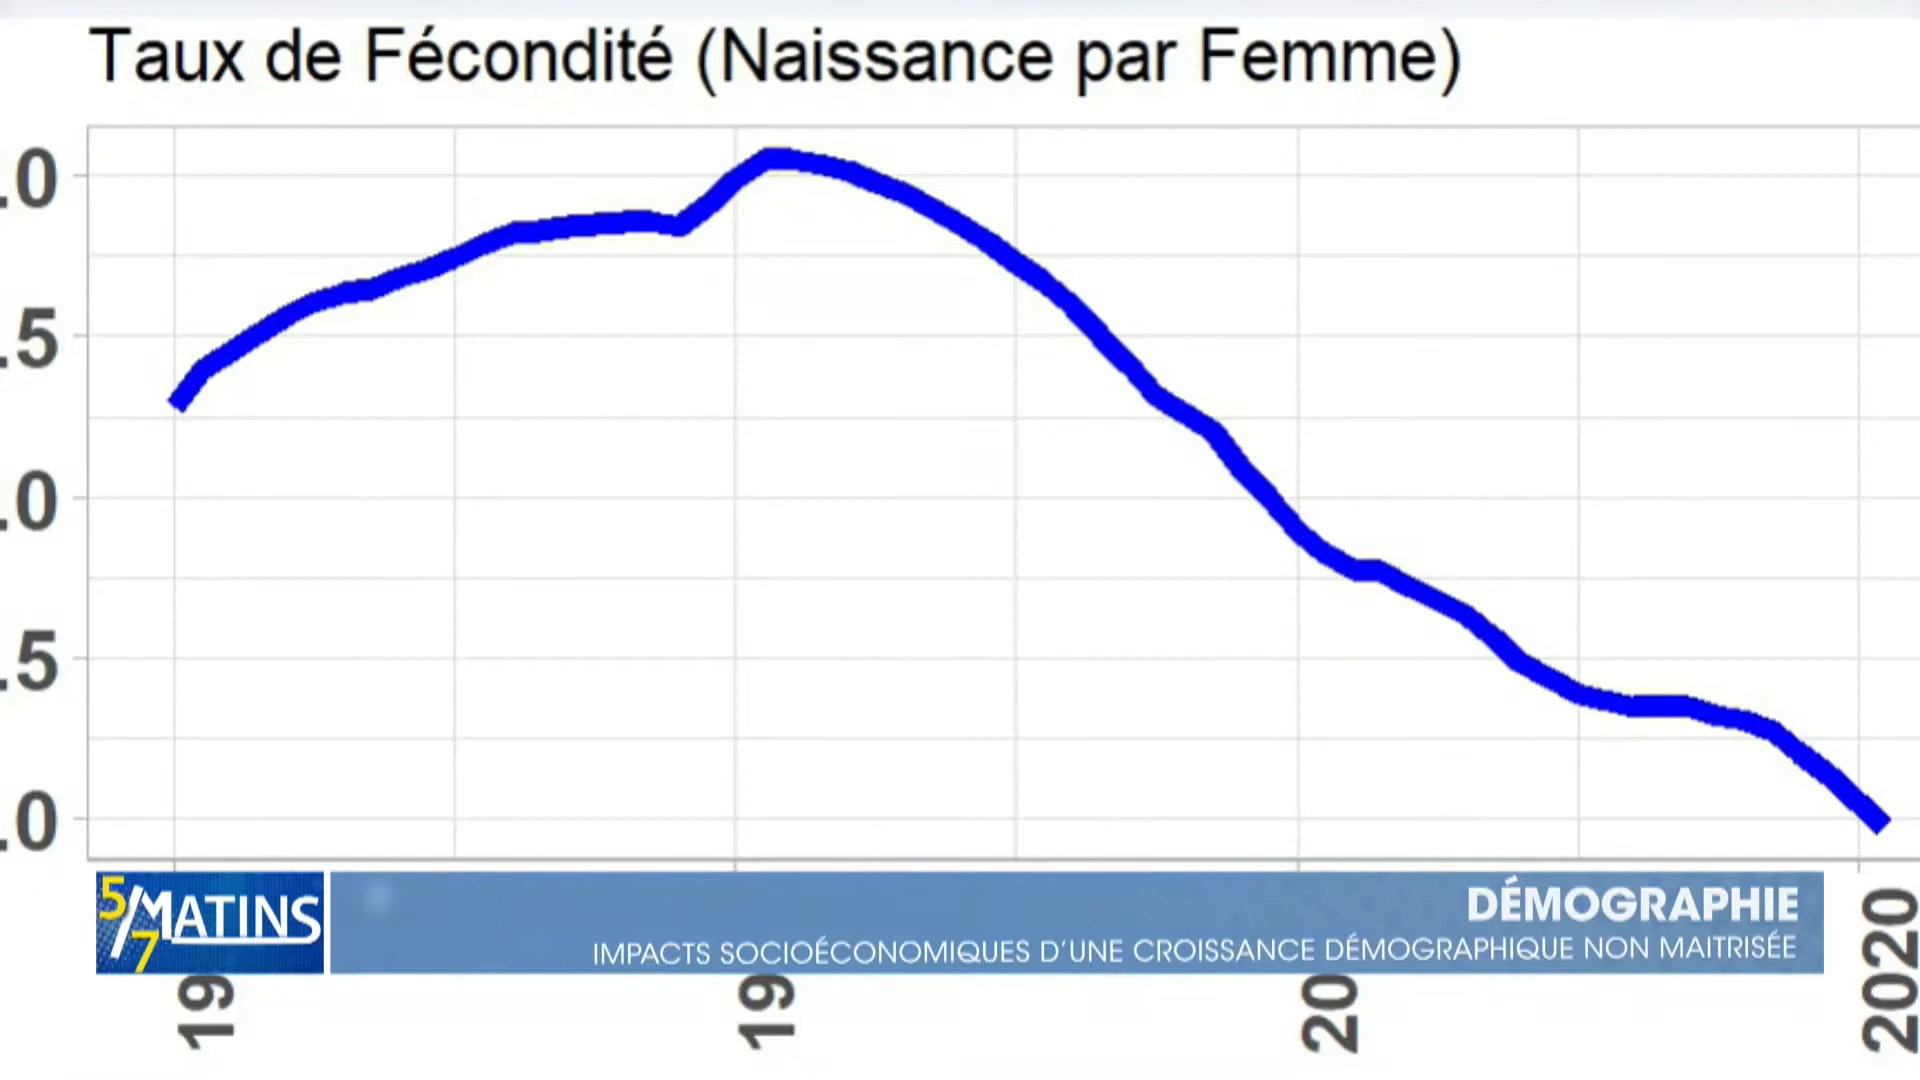 Taux de Fécondité (Naissance par Femme)
.0
.5
.0
.5
.0
5/7 MATINS
DÉMOGRAPHIE
IMPACTS SOCIOÉCONOMIQUES D'UNE CROISSANCE DÉMOGRAPHIQUE NON MAITRISÉE
19
19
20
2020